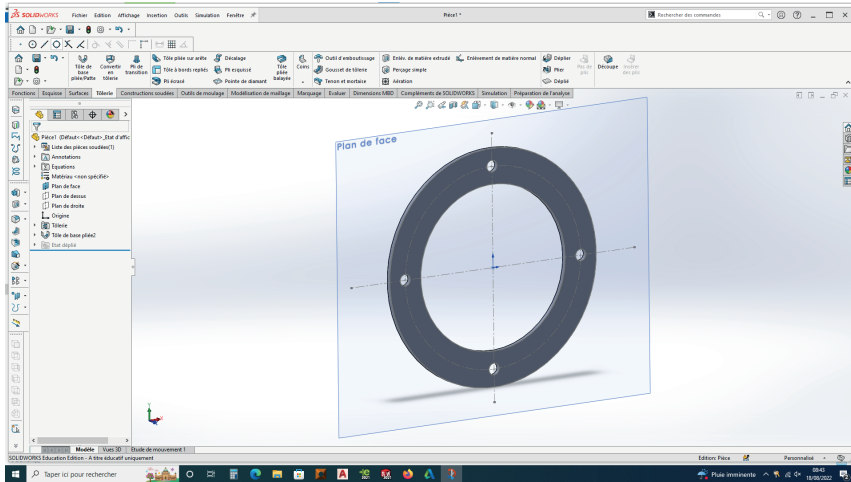 SOLIDWORKS Fichier Edition Affichage Insertion Outils Simulation Fenêtre Pièce1 * Rechercher des commandes
Tôle de base pliée/Patte
Convertir en tôlerie
Pli de transition
Tôle pliée sur arête
Tôle à bords repliés
Pli écrasé
Décalage
Pli esquissé
Pointe de diamant
Tôle pliée balayée
Coins
Outil d'emboutissage
Gousset de tôlerie
Tenon et mortaise
Enlèv. de matière extrudé
Perçage simple
Aération
Enlèvement de matière normal
Déplier
Plier
Déplié
Pas de plis
Découpe
Insérer des plis
Fonctions Esquisse Surfaces Tôlerie Constructions soudées Outils de moulage Modélisation de maillage Marquage Evaluer Dimensions MBD Compléments de SOLIDWORKS Simulation Préparation de l'analyse
Pièce1 (Défaut<<Défaut>_Etat d'affic
Liste des pièces soudées(1)
Annotations
Equations
Matériau <non spécifié>
Plan de face
Plan de dessus
Plan de droite
Origine
Tôlerie
Tôle de base pliée2
Etat déplié
Plan de face
Modèle Vues 3D Etude de mouvement 1
SOLIDWORKS Education Edition - A titre éducatif uniquement Edition: Pièce Personnalisé
Taper ici pour rechercher
Pluie imminente
08:43
18/08/2022